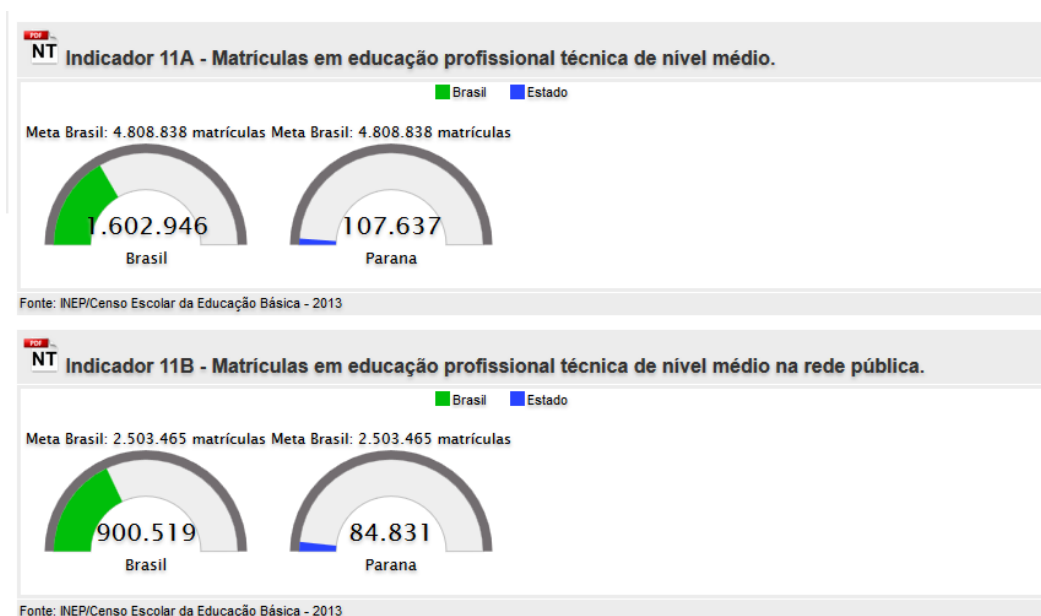 PDF
NT Indicador 11A - Matrículas em educação profissional técnica de nível médio.
Brasil Estado
Meta Brasil: 4.808.838 matrículas Meta Brasil: 4.808.838 matrículas
1.602.946 107.637
Brasil Parana
Fonte: INEP/Censo Escolar da Educação Básica - 2013
PDF
NT Indicador 11B - Matrículas em educação profissional técnica de nível médio na rede pública.
Brasil Estado
Meta Brasil: 2.503.465 matrículas Meta Brasil: 2.503.465 matrículas
900.519 84.831
Brasil Parana
Fonte: INEP/Censo Escolar da Educação Básica - 2013